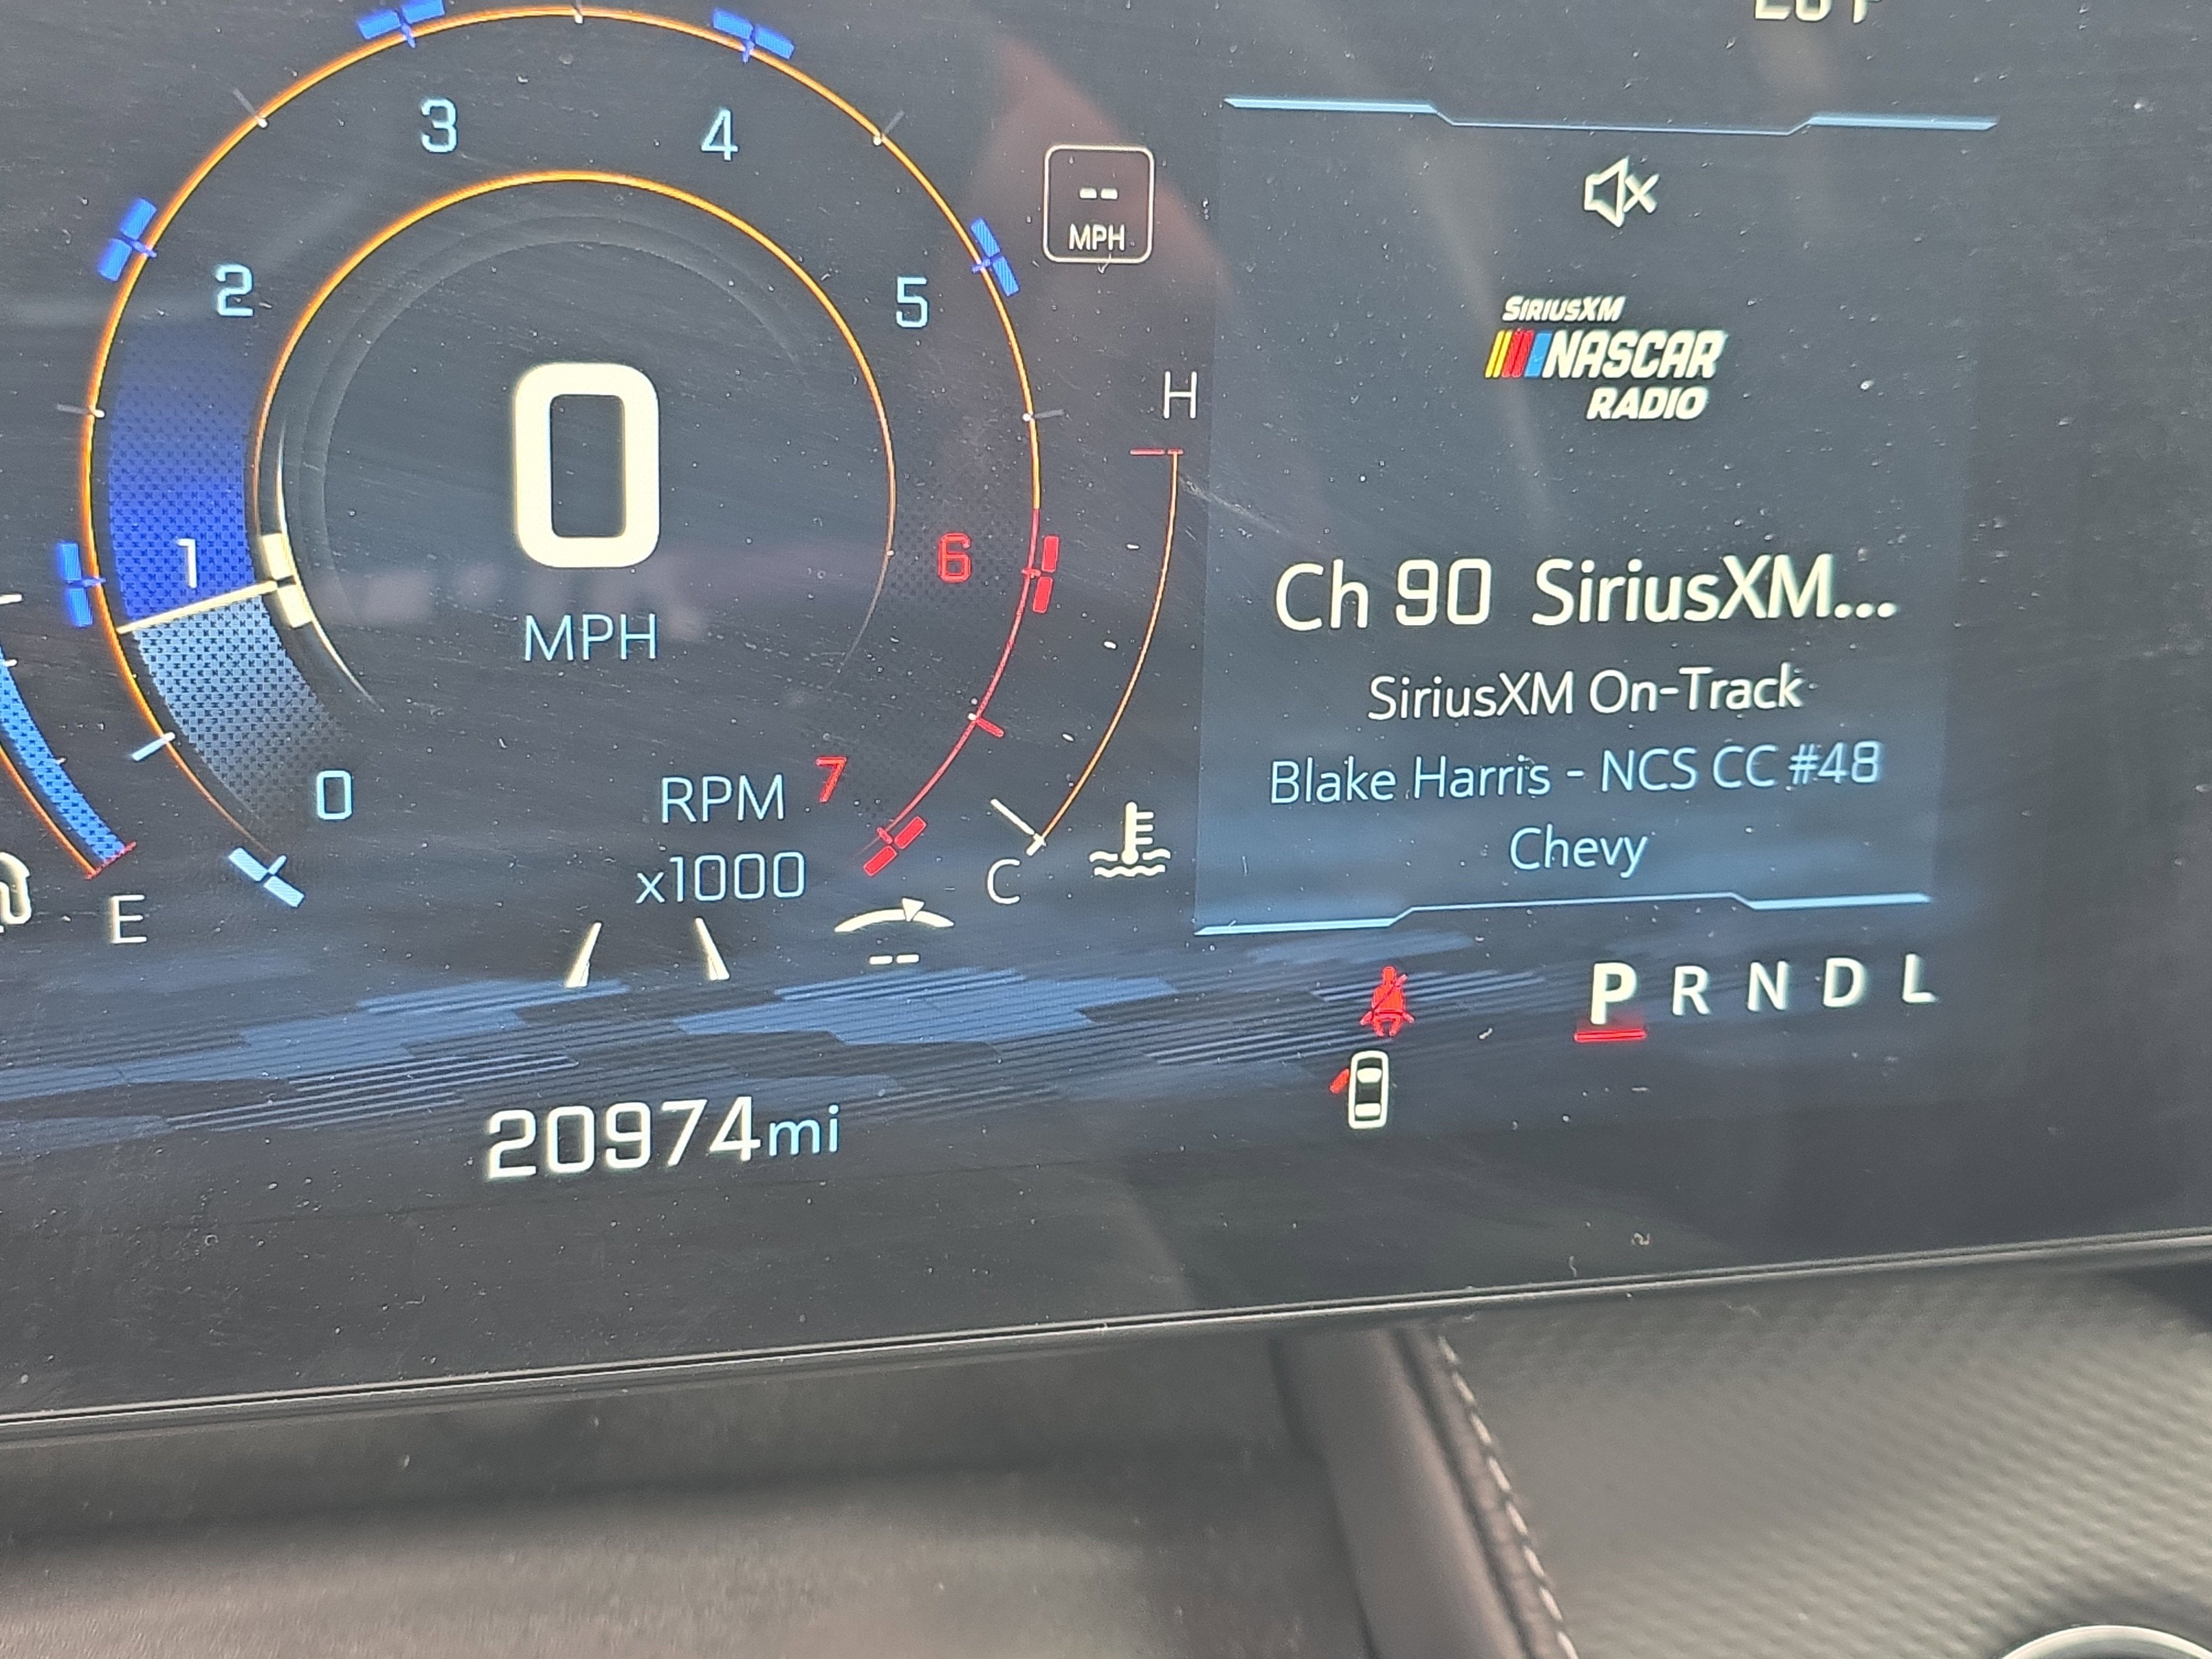 3
4
2
5
--
MPH
H
0
MPH
1
6
0
RPM
x1000
7
C
E
--
SIRIUSXM
NASCAR
RADIO
Ch 90 SiriusXM...
SiriusXM On-Track
Blake Harris - NCS CC #48
Chevy
P R N D L
20974mi